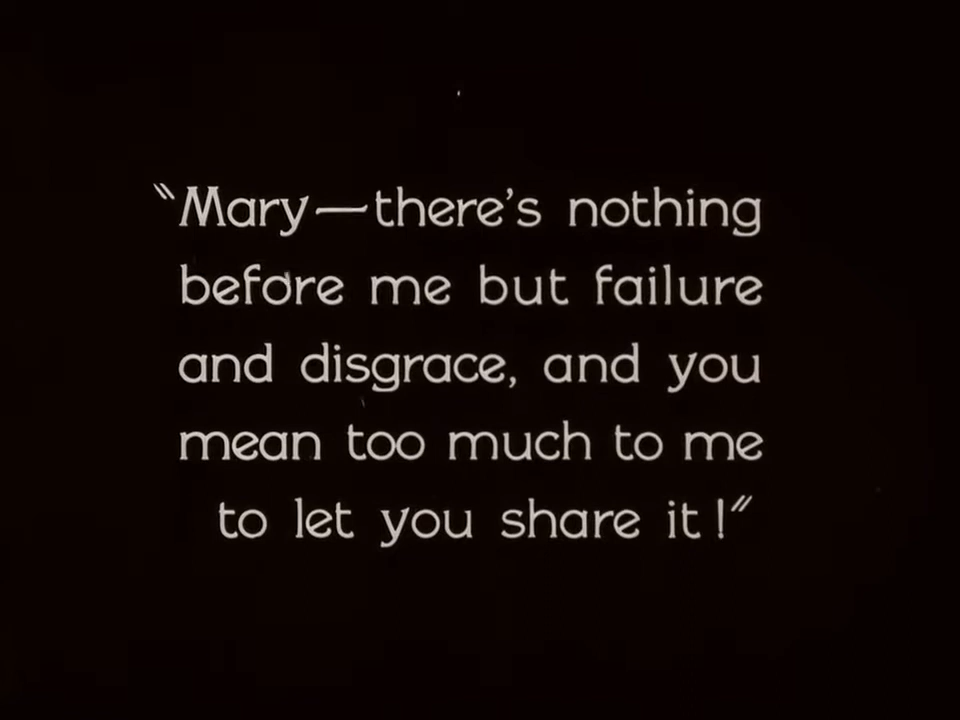 “Mary—there's nothing
before me but failure
and disgrace, and you
mean too much to me
to let you share it!”